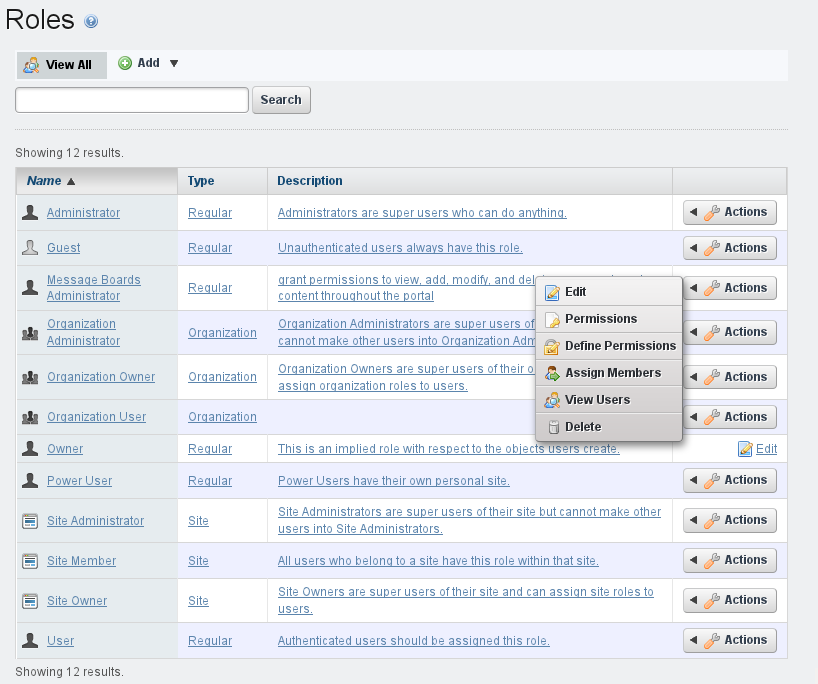 Roles
View All Add
Search
Showing 12 results.
Name Type Description
Administrator Regular Administrators are super users who can do anything. Actions
Guest Regular Unauthenticated users always have this role. Actions
Message Boards
Administrator Regular grant permissions to view, add, modify, and
content throughout the portal Actions
Organization
Administrator Organization Organization Administrators are super users of
cannot make other users into Organization Actions
Organization Owner Organization Organization Owners are super users of their
assign organization roles to users. Actions
Organization User Organization Actions
Edit
Permissions
Define Permissions
Assign Members
View Users
Delete
Owner Regular This is an implied role with respect to the objects users create. Edit
Power User Regular Power Users have their own personal site. Actions
Site Administrator Site Site Administrators are super users of their site but cannot make other
users into Site Administrators. Actions
Site Member Site All users who belong to a site have this role within that site. Actions
Site Owner Site Site Owners are super users of their site and can assign site roles to
users. Actions
User Regular Authenticated users should be assigned this role. Actions
Showing 12 results.